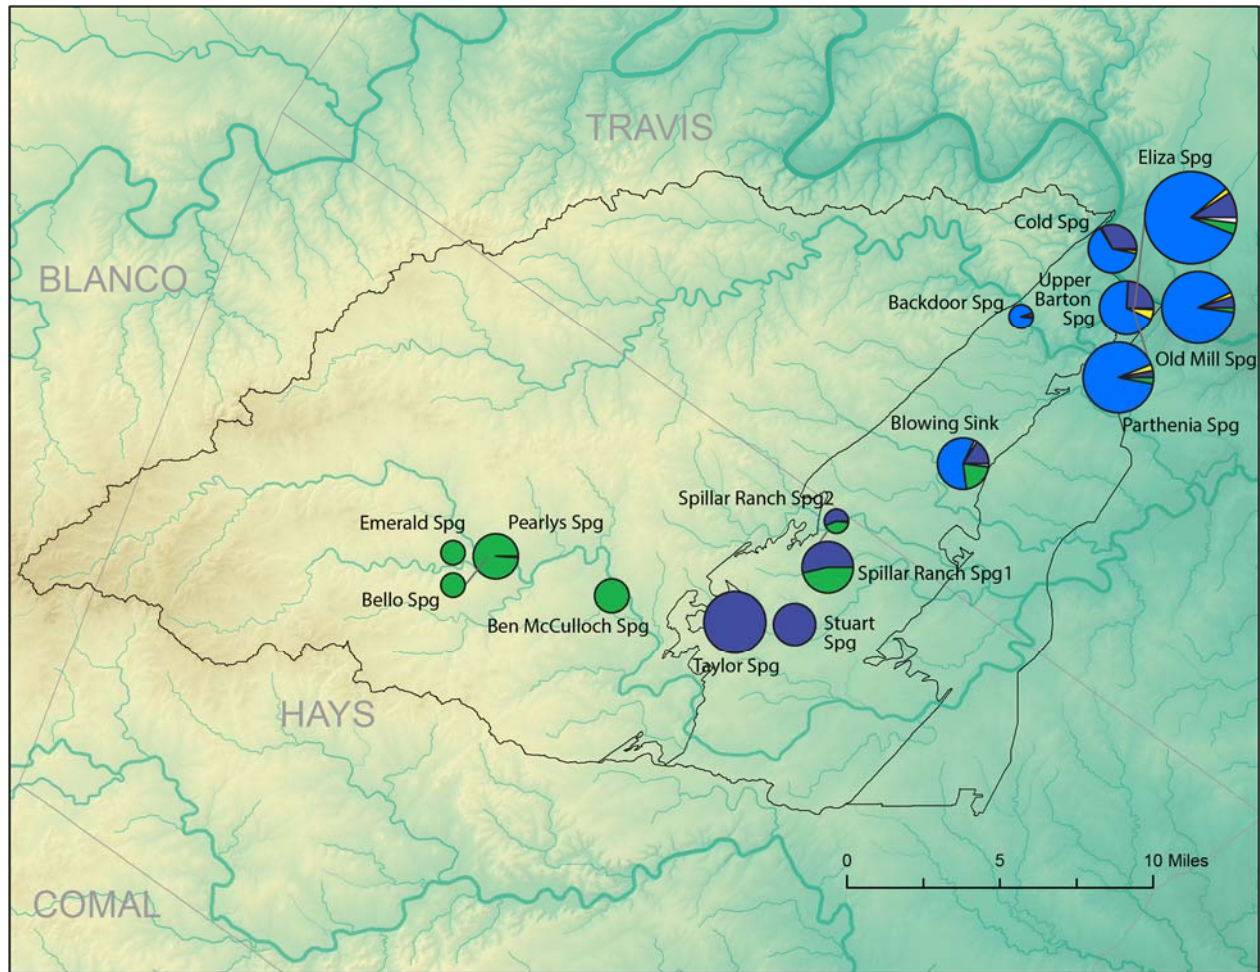 TRAVIS
Eliza Spg
Cold Spg
BLANCO
Upper
Barton
Spg
Backdoor Spg
Old Mill Spg
Parthenia Spg
Blowing Sink
Spillar Ranch Spg2
Emerald Spg
Pearlys Spg
Spillar Ranch Spg1
Bello Spg
Ben McCulloch Spg
Stuart
Spg
Taylor Spg
HAYS
0 5 10 Miles
COMAL